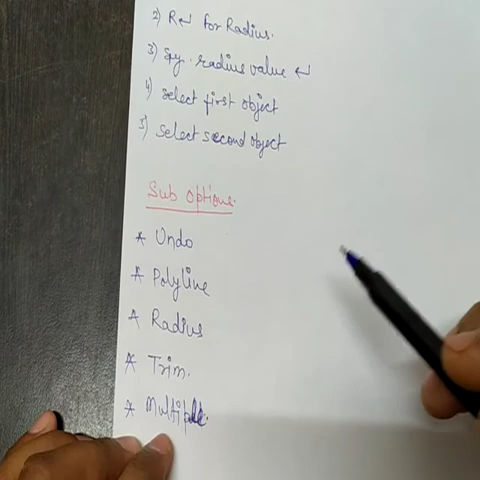 2) R↵ for Radius.
3) Spy. radius value ↵
4) Select first object
5) Select second object
Sub options.
* Undo
* Polyline
* Radius
* Trim.
* Multiple.